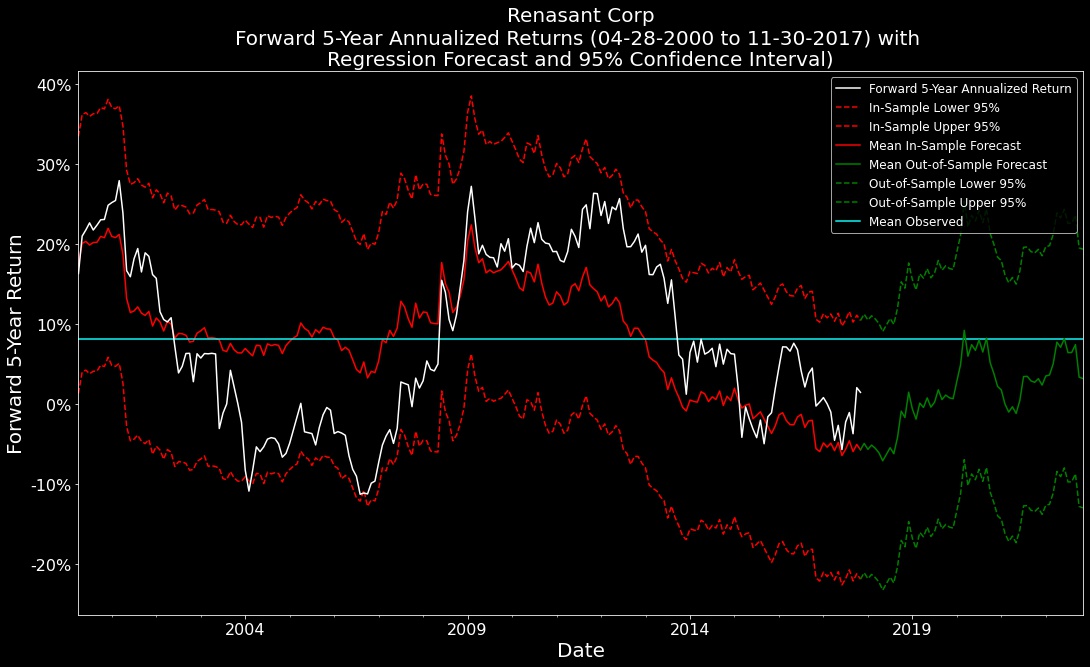 Renasant Corp
Forward 5-Year Annualized Returns (04-28-2000 to 11-30-2017) with
Regression Forecast and 95% Confidence Interval)
Forward 5-Year Annualized Return
In-Sample Lower 95%
In-Sample Upper 95%
Mean In-Sample Forecast
Mean Out-of-Sample Forecast
Out-of-Sample Lower 95%
Out-of-Sample Upper 95%
Mean Observed
Forward 5-Year Return
40%
30%
20%
10%
0%
-10%
-20%
2004
2009
2014
2019
Date